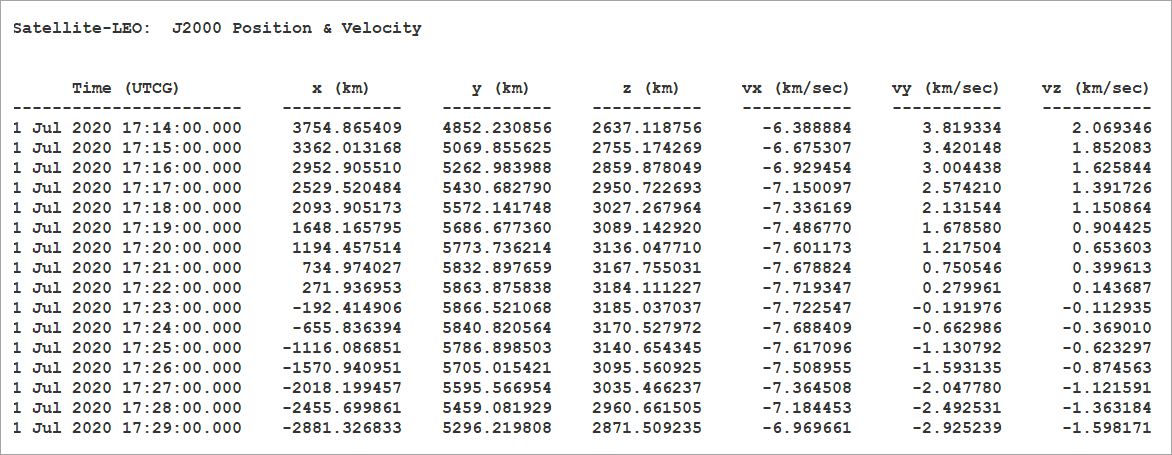 Satellite-LEO:  J2000 Position & Velocity
Time (UTCG)    x (km)    y (km)    z (km)    vx (km/sec)    vy (km/sec)    vz (km/sec)
-----------------------    ------------    -----------    -----------    -----------    -----------    -----------
1 Jul 2020 17:14:00.000    3754.865409    4852.230856    2637.118756    -6.388884    3.819334    2.069346
1 Jul 2020 17:15:00.000    3362.013168    5069.855625    2755.174269    -6.675307    3.420148    1.852083
1 Jul 2020 17:16:00.000    2952.905510    5262.983988    2859.878049    -6.929454    3.004438    1.625844
1 Jul 2020 17:17:00.000    2529.520484    5430.682790    2950.722693    -7.150097    2.574210    1.391726
1 Jul 2020 17:18:00.000    2093.905173    5572.141748    3027.267964    -7.336169    2.131544    1.150864
1 Jul 2020 17:19:00.000    1648.165795    5686.677360    3089.142920    -7.486770    1.678580    0.904425
1 Jul 2020 17:20:00.000    1194.457514    5773.736214    3136.047710    -7.601173    1.217504    0.653603
1 Jul 2020 17:21:00.000    734.974027    5832.897659    3167.755031    -7.678824    0.750546    0.399613
1 Jul 2020 17:22:00.000    271.936953    5863.875838    3184.111227    -7.719347    0.279961    0.143687
1 Jul 2020 17:23:00.000    -192.414906    5866.521068    3185.037037    -7.722547    -0.191976    -0.112935
1 Jul 2020 17:24:00.000    -655.836394    5840.820564    3170.527972    -7.688409    -0.662986    -0.369010
1 Jul 2020 17:25:00.000    -1116.086851    5786.898503    3140.654345    -7.617096    -1.130792    -0.623297
1 Jul 2020 17:26:00.000    -1570.940951    5705.015421    3095.560925    -7.508955    -1.593135    -0.874563
1 Jul 2020 17:27:00.000    -2018.199457    5595.566954    3035.466237    -7.364508    -2.047780    -1.121591
1 Jul 2020 17:28:00.000    -2455.699861    5459.081929    2960.661505    -7.184453    -2.492531    -1.363184
1 Jul 2020 17:29:00.000    -2881.326833    5296.219808    2871.509235    -6.969661    -2.925239    -1.598171